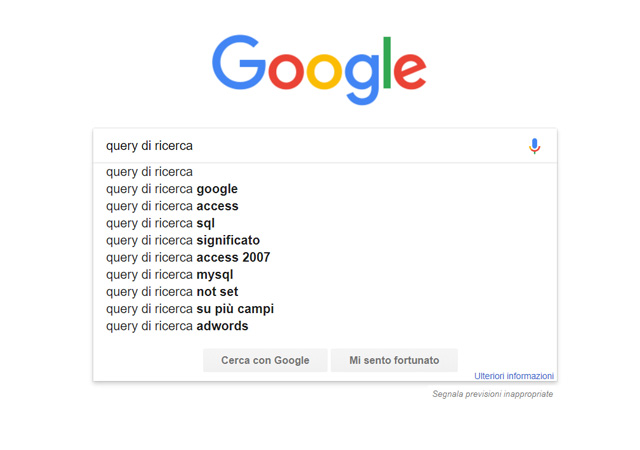 Google
query di ricerca
query di ricerca
query di ricerca google
query di ricerca access
query di ricerca sql
query di ricerca significato
query di ricerca access 2007
query di ricerca mysql
query di ricerca not set
query di ricerca su più campi
query di ricerca adwords
Cerca con Google Mi sento fortunato
Ulteriori informazioni
Segnala previsioni inappropriate